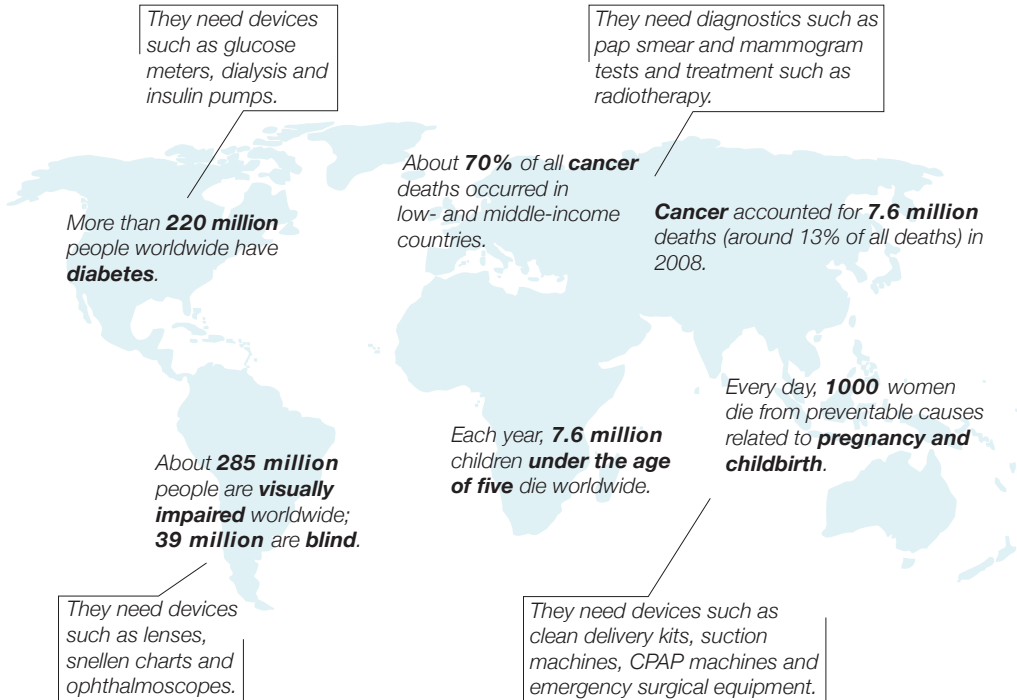 They need devices
such as glucose
meters, dialysis and
insulin pumps.
They need diagnostics such as
pap smear and mammogram
tests and treatment such as
radiotherapy.
More than 220 million
people worldwide have
diabetes.
About 70% of all cancer
deaths occurred in
low- and middle-income
countries.
Cancer accounted for 7.6 million
deaths (around 13% of all deaths) in
2008.
About 285 million
people are visually
impaired worldwide;
39 million are blind.
Each year, 7.6 million
children under the age
of five die worldwide.
Every day, 1000 women
die from preventable causes
related to pregnancy and
childbirth.
They need devices
such as lenses,
snellen charts and
ophthalmoscopes.
They need devices such as
clean delivery kits, suction
machines, CPAP machines and
emergency surgical equipment.